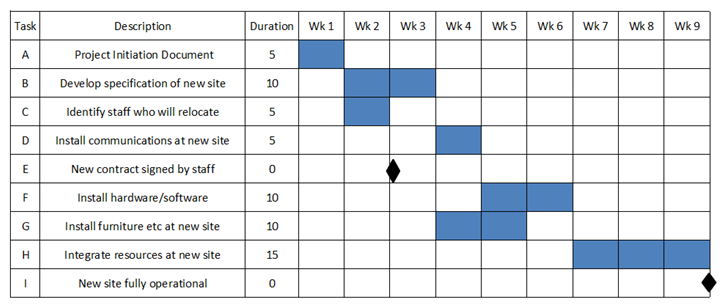 Task Description Duration Wk 1 Wk 2 Wk 3 Wk 4 Wk 5 Wk 6 Wk 7 Wk 8 Wk 9
A Project Initiation Document 5
B Develop specification of new site 10
C Identify staff who will relocate 5
D Install communications at new site 5
E New contract signed by staff 0
F Install hardware/software 10
G Install furniture etc at new site 10
H Integrate resources at new site 15
I New site fully operational 0